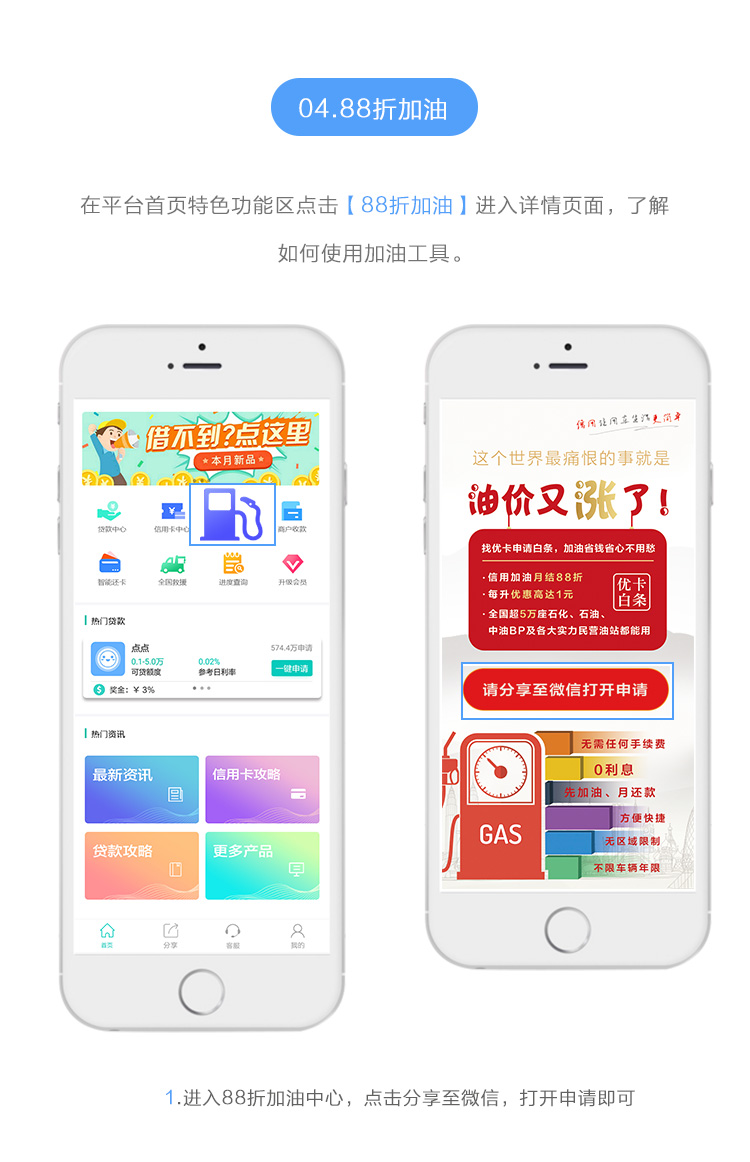 04.88折加油
在平台首页特色功能区点击【88折加油】进入详情页面，了解
如何使用加油工具。
借不到?点这里
本月新品
贷款中心
信用卡中心
商户收款
智能还卡
全国救援
进度查询
升级会员
热门贷款
点点
574.4万申请
0.1-5.0万
0.02%
可贷额度
参考日利率
一键申请
奖金：￥3%
热门资讯
最新资讯
信用卡攻略
贷款攻略
更多产品
首页
分享
客服
我的
信用让用车生活更简单
这个世界最痛恨的事就是
油价又涨了!
找优卡申请白条，加油省钱省心不用愁
·信用加油月结88折
·每升优惠高达1元
·全国超5万座石化、石油、
中油BP及各大实力民营油站都能用
优卡
白条
请分享至微信打开申请
无需任何手续费
0利息
先加油、月还款
方便快捷
无区域限制
不限车辆年限
GAS
1.进入88折加油中心，点击分享至微信，打开申请即可